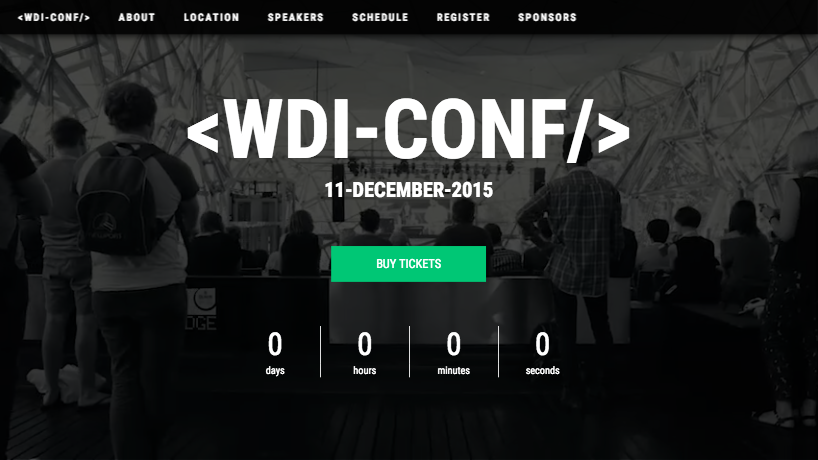 <WDI-CONF/> ABOUT LOCATION SPEAKERS SCHEDULE REGISTER SPONSORS
<WDI-CONF/>
11-DECEMBER-2015
BUY TICKETS
0 0 0 0
days hours minutes seconds